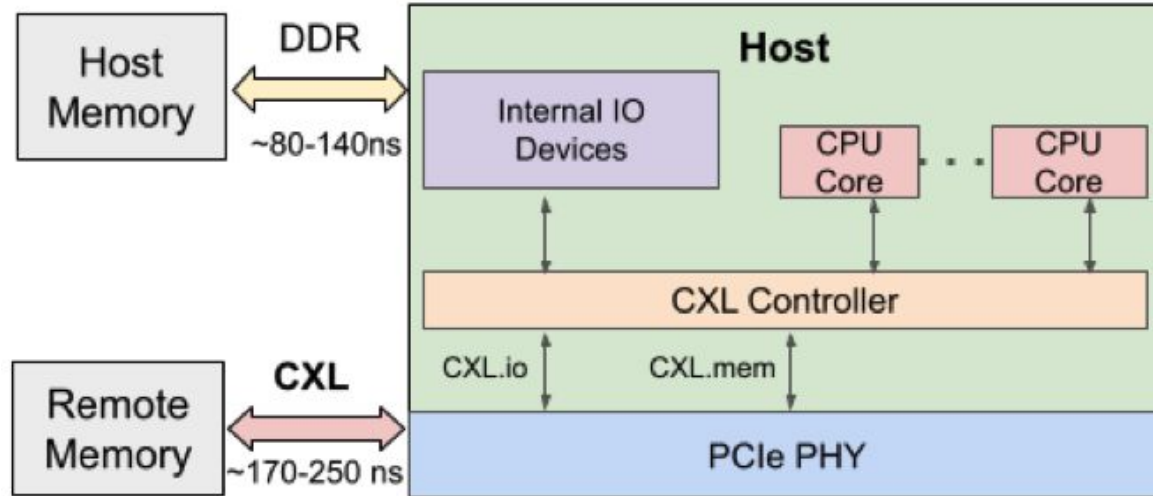 Host
Memory
DDR
~80-140ns
Host
Internal IO
Devices
CPU
Core
. . .
CPU
Core
CXL Controller
CXL.io
CXL.mem
Remote
Memory
CXL
~170-250 ns
PCIe PHY